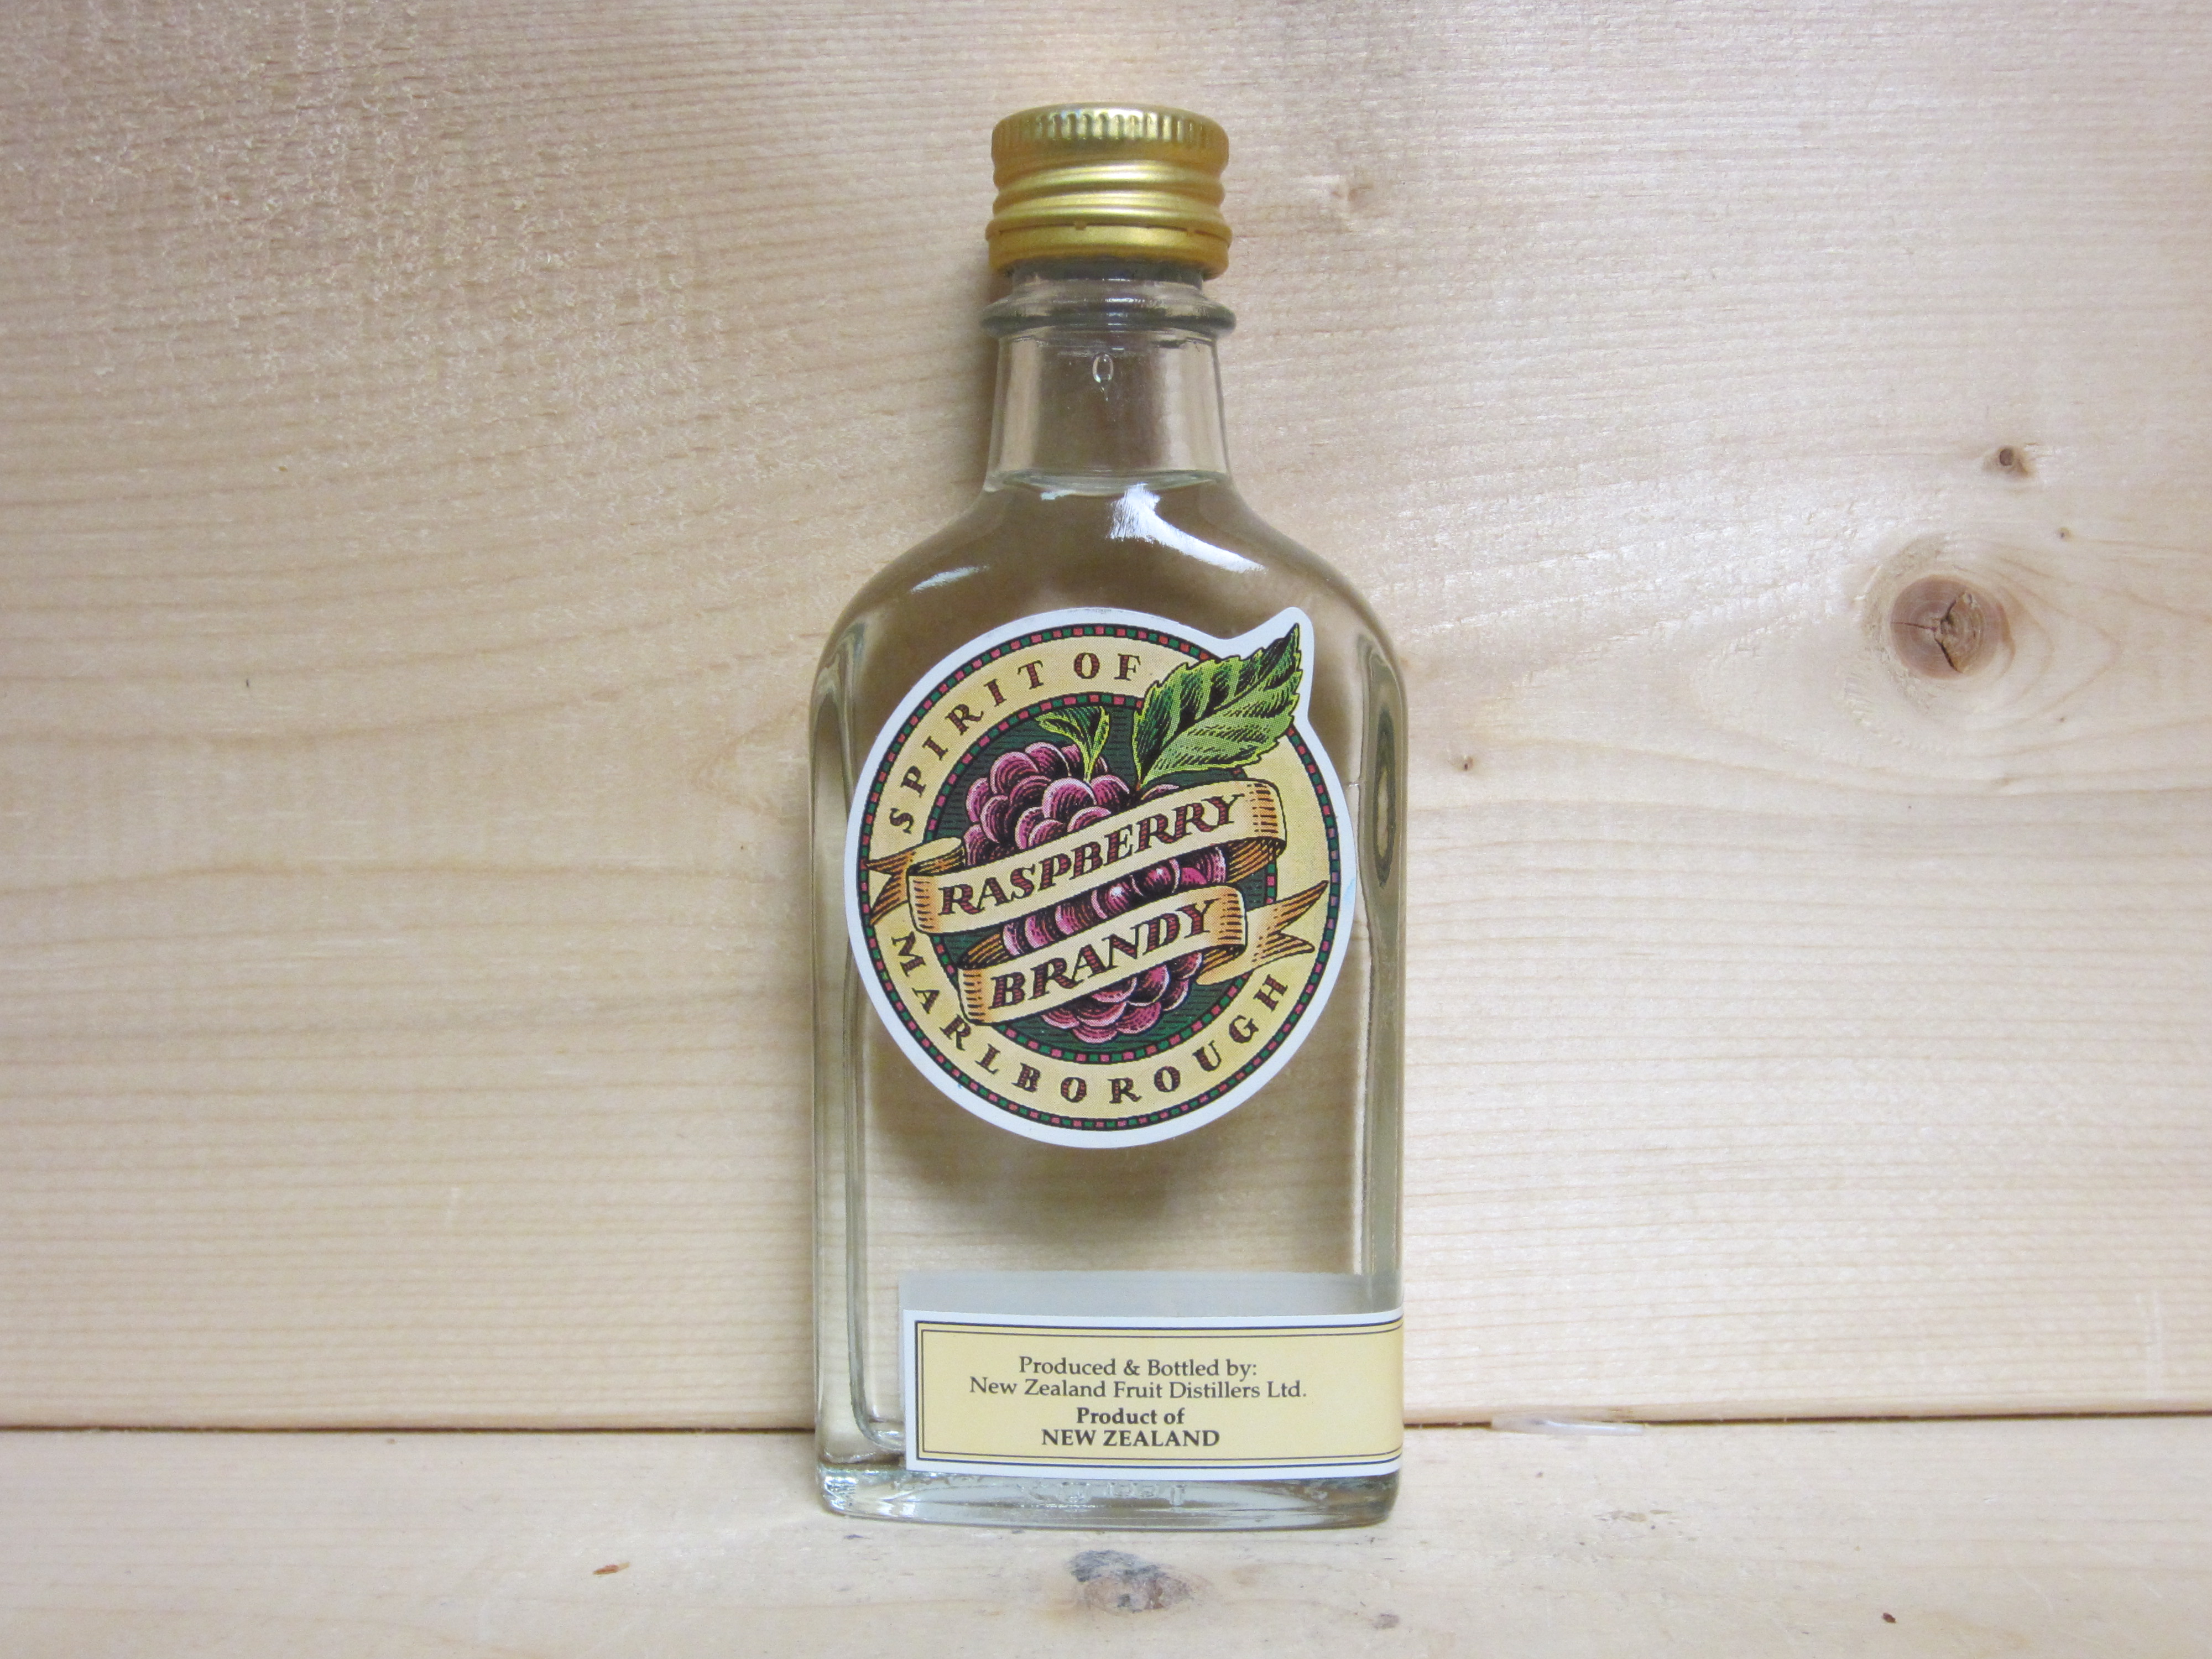 SPIRIT OF
RASPBERRY
BRANDY
MARLBOROUGH
Produced & Bottled by:
New Zealand Fruit Distillers Ltd.
Product of
NEW ZEALAND